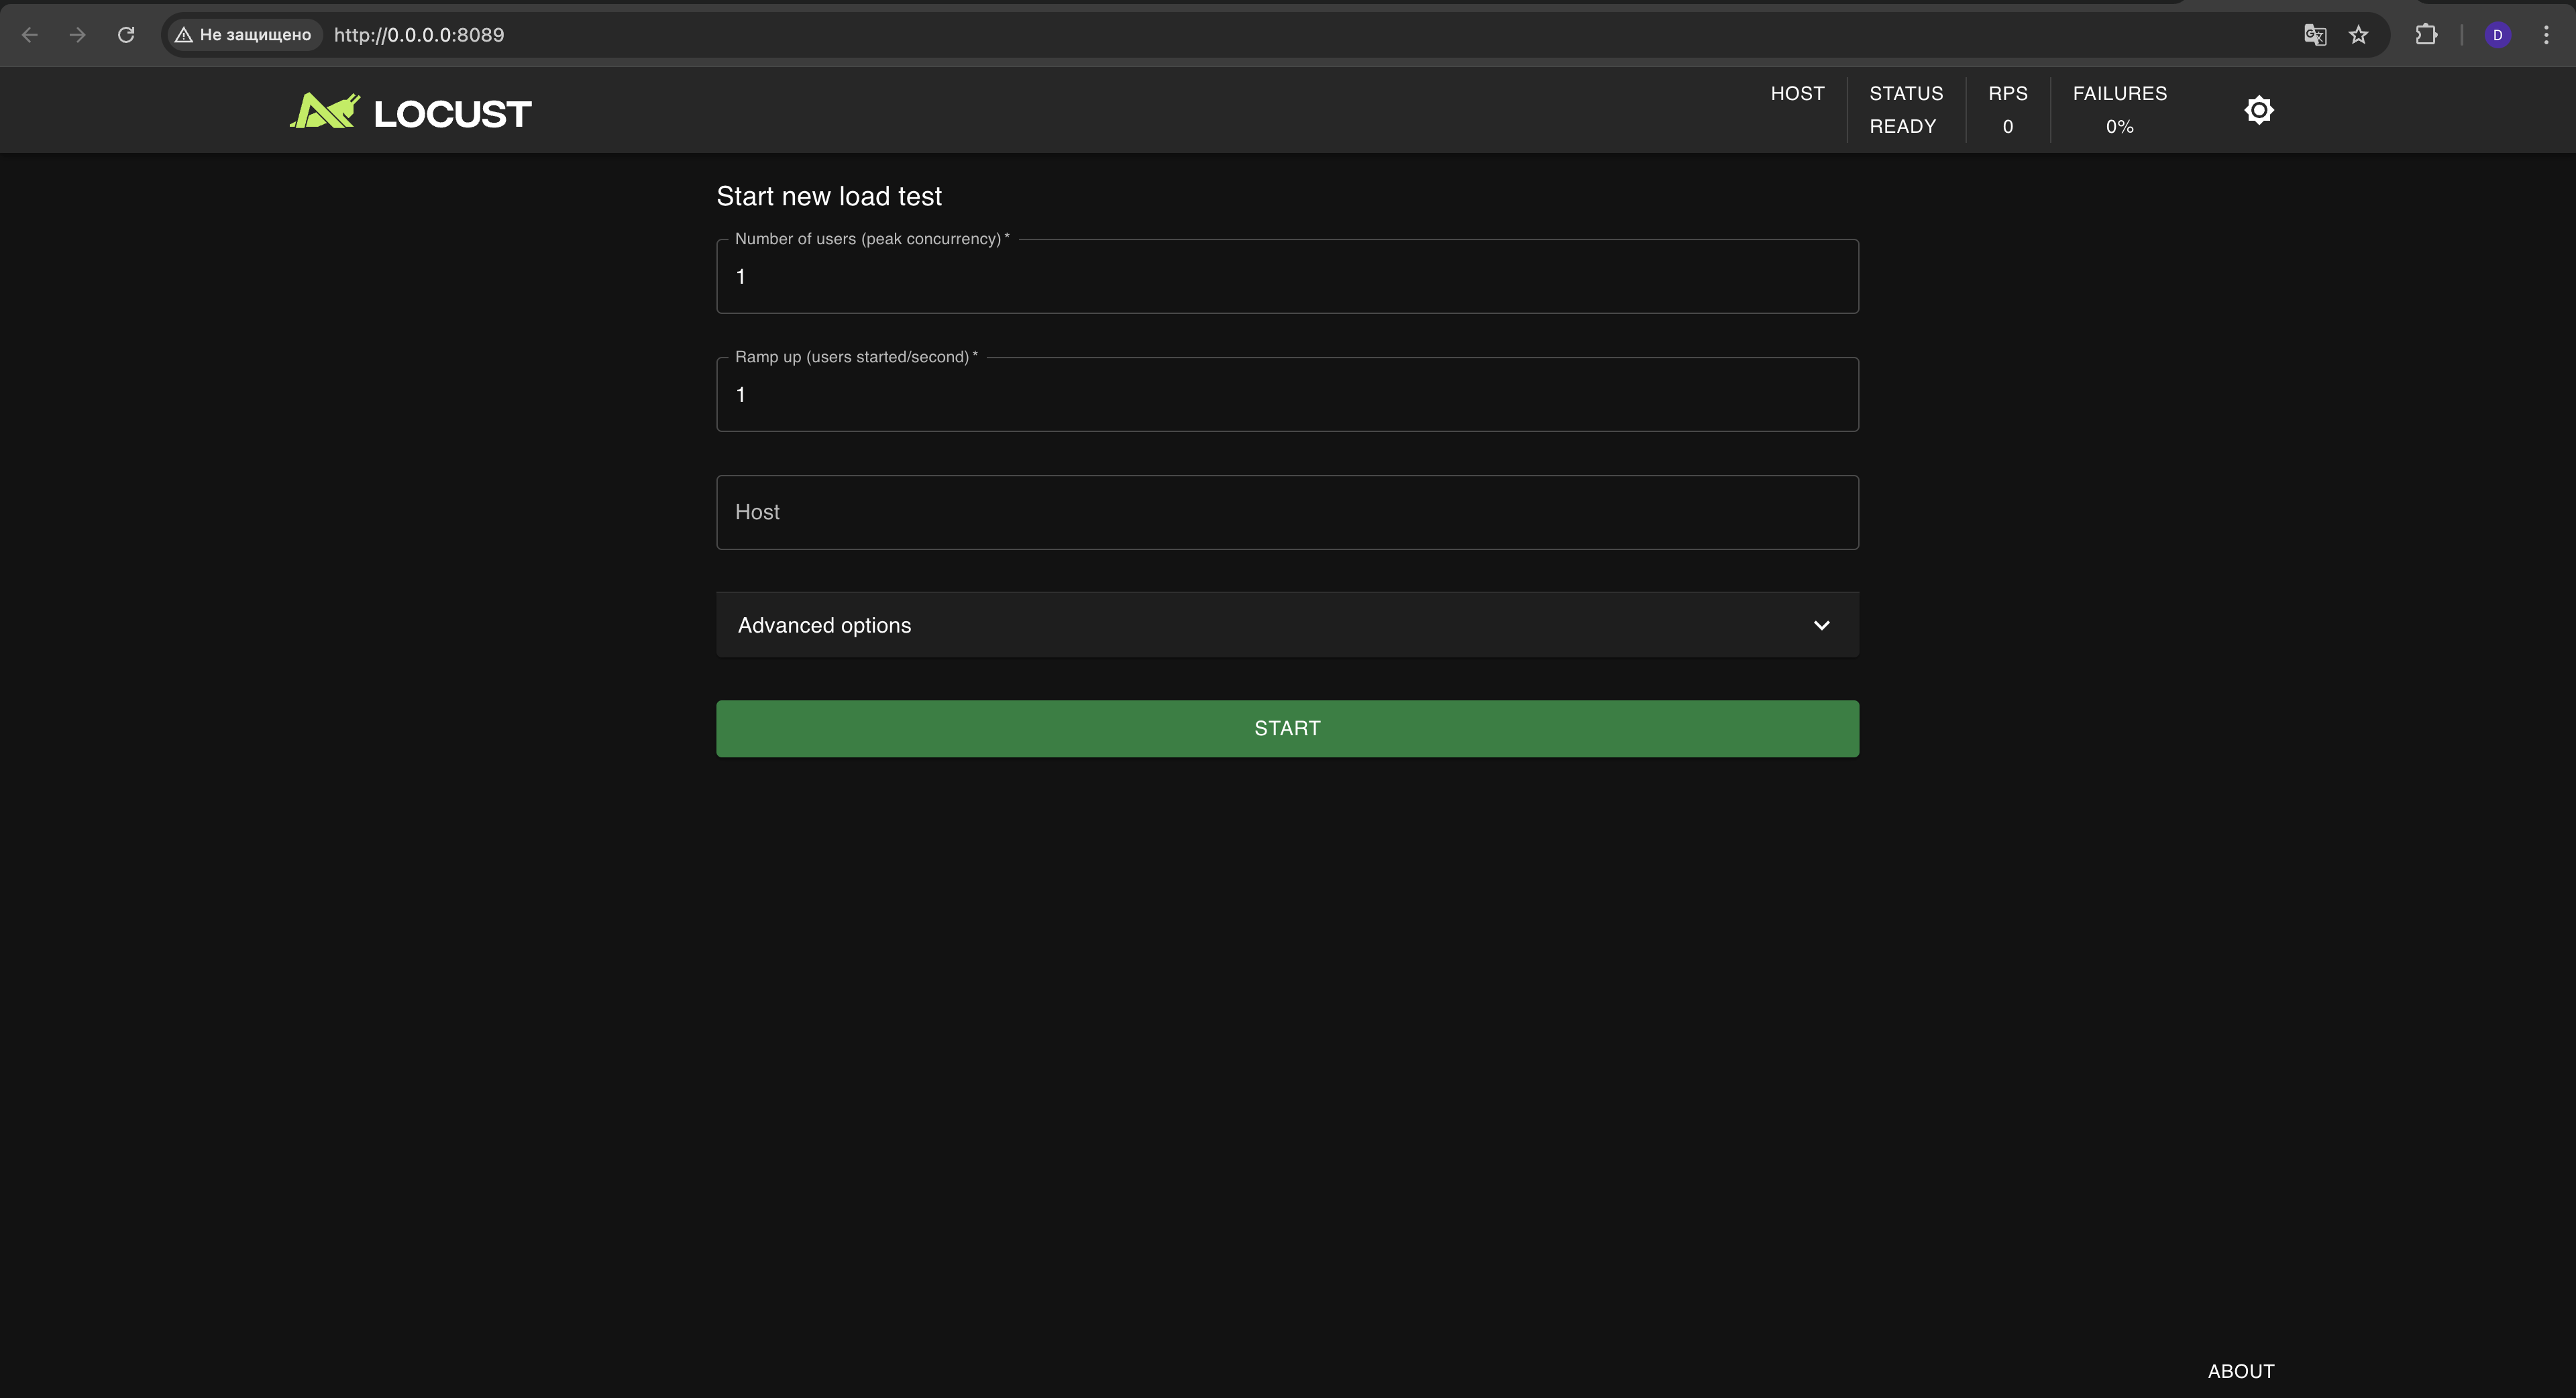 Не защищено http://0.0.0.0:8089
D
LOCUST
HOST
STATUS
READY
RPS
0
FAILURES
0%
Start new load test
Number of users (peak concurrency) *
1
Ramp up (users started/second) *
1
Host
Advanced options
START
ABOUT